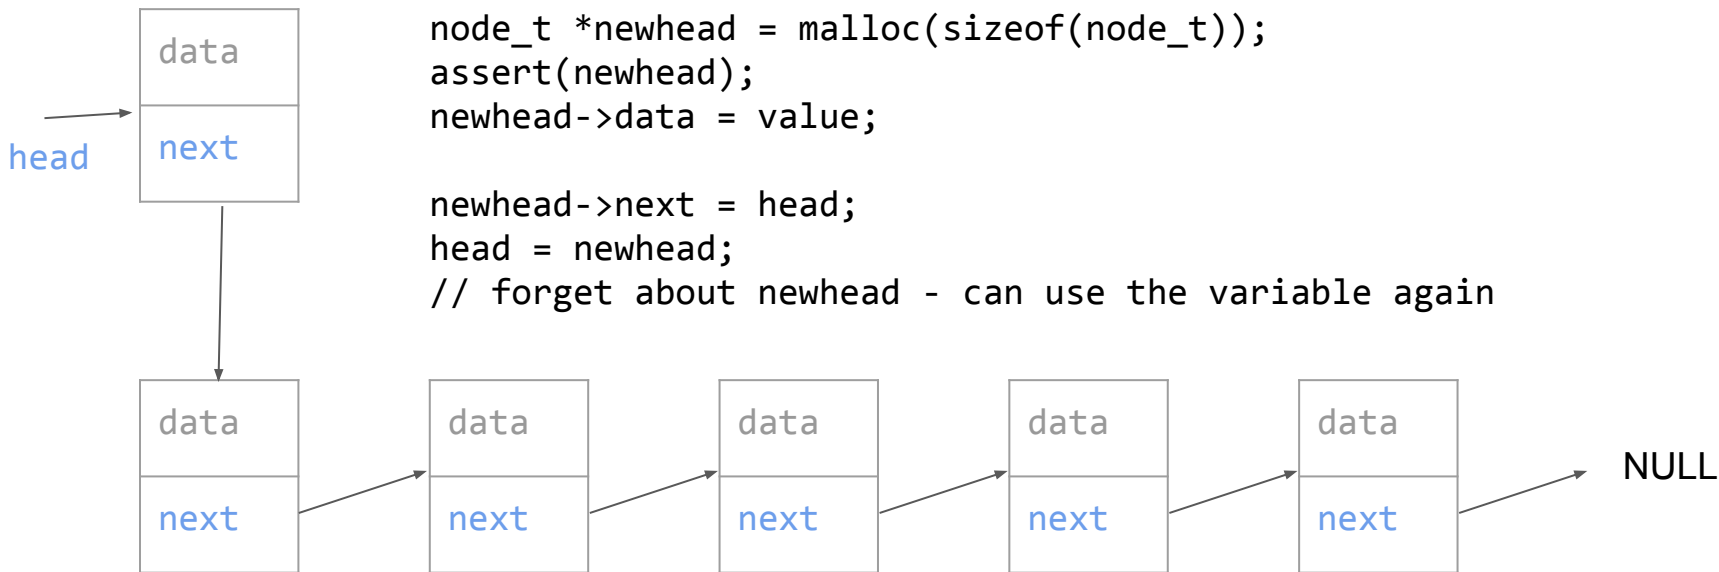 node_t *newhead = malloc(sizeof(node_t));
assert(newhead);
newhead->data = value;
newhead->next = head;
head = newhead;
// forget about newhead - can use the variable again
data
next
head
data
next
data
next
data
next
data
next
data
next
NULL